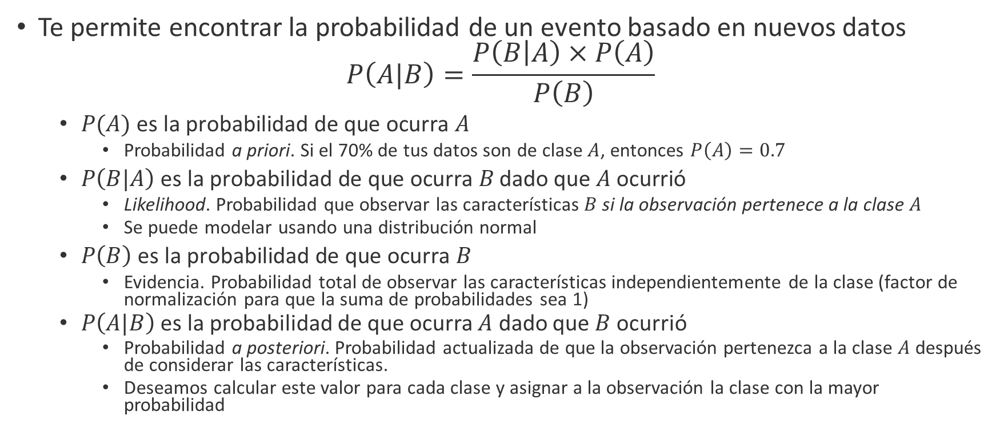 • Te permite encontrar la probabilidad de un evento basado en nuevos datos
P(A|B) = P(B|A) × P(A) / P(B)
• P(A) es la probabilidad de que ocurra A
• Probabilidad a priori. Si el 70% de tus datos son de clase A, entonces P(A) = 0.7
• P(B|A) es la probabilidad de que ocurra B dado que A ocurrió
• Likelihood. Probabilidad que observar las características B si la observación pertenece a la clase A
• Se puede modelar usando una distribución normal
• P(B) es la probabilidad de que ocurra B
• Evidencia. Probabilidad total de observar las características independientemente de la clase (factor de
normalización para que la suma de probabilidades sea 1)
• P(A|B) es la probabilidad de que ocurra A dado que B ocurrió
• Probabilidad a posteriori. Probabilidad actualizada de que la observación pertenezca a la clase A después
de considerar las características.
• Deseamos calcular este valor para cada clase y asignar a la observación la clase con la mayor
probabilidad